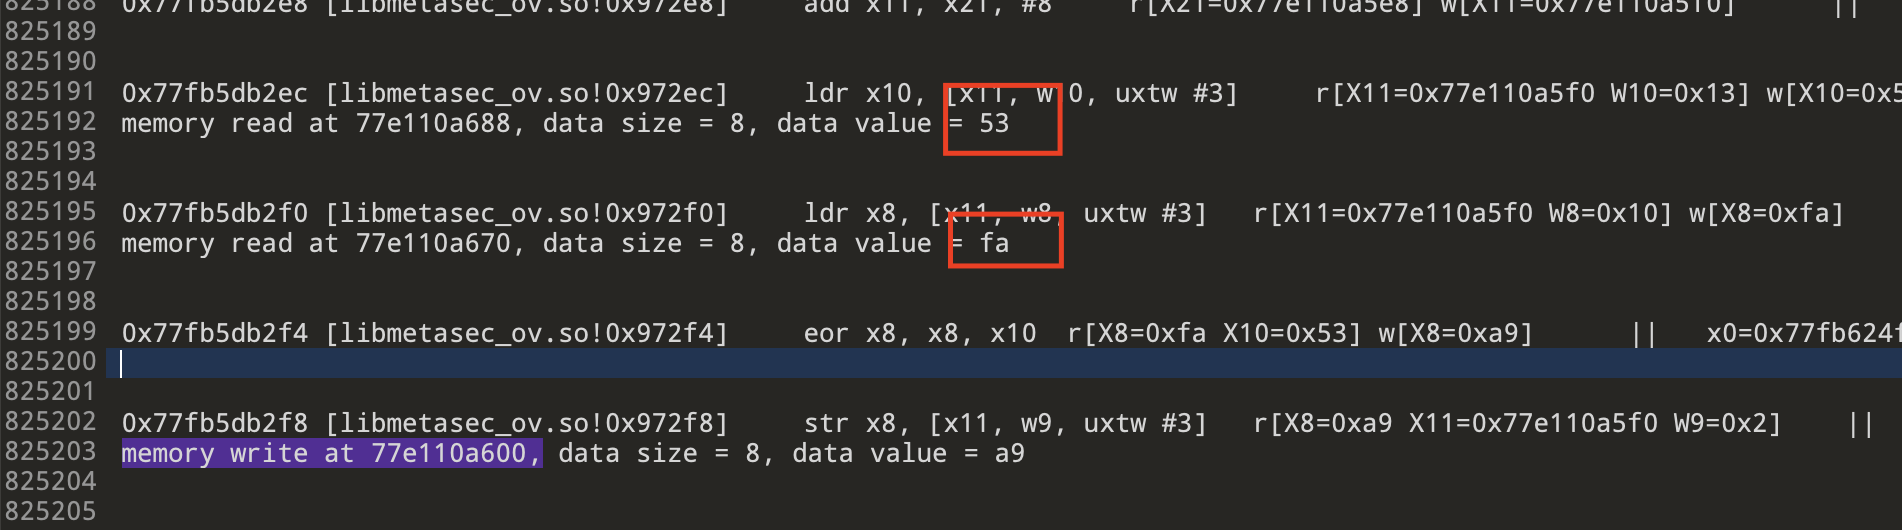 825188 0x77fb5db2e8 [libmetasec_ov.so!0x972e8] add x11, x21, #8 r[X21=0x77e110a5e8] w[X11=0x77e110a5f0] ||
825189
825190
825191 0x77fb5db2ec [libmetasec_ov.so!0x972ec] ldr x10, [x11, w10, uxtw #3] r[X11=0x77e110a5f0 W10=0x13] w[X10=0x5
825192 memory read at 77e110a688, data size = 8, data value = 53
825193
825194
825195 0x77fb5db2f0 [libmetasec_ov.so!0x972f0] ldr x8, [x11, w8, uxtw #3] r[X11=0x77e110a5f0 W8=0x10] w[X8=0xfa]
825196 memory read at 77e110a670, data size = 8, data value = fa
825197
825198
825199 0x77fb5db2f4 [libmetasec_ov.so!0x972f4] eor x8, x8, x10 r[X8=0xfa X10=0x53] w[X8=0xa9] || x0=0x77fb624f
825200
825201
825202 0x77fb5db2f8 [libmetasec_ov.so!0x972f8] str x8, [x11, w9, uxtw #3] r[X8=0xa9 X11=0x77e110a5f0 W9=0x2] ||
825203 memory write at 77e110a600, data size = 8, data value = a9
825204
825205